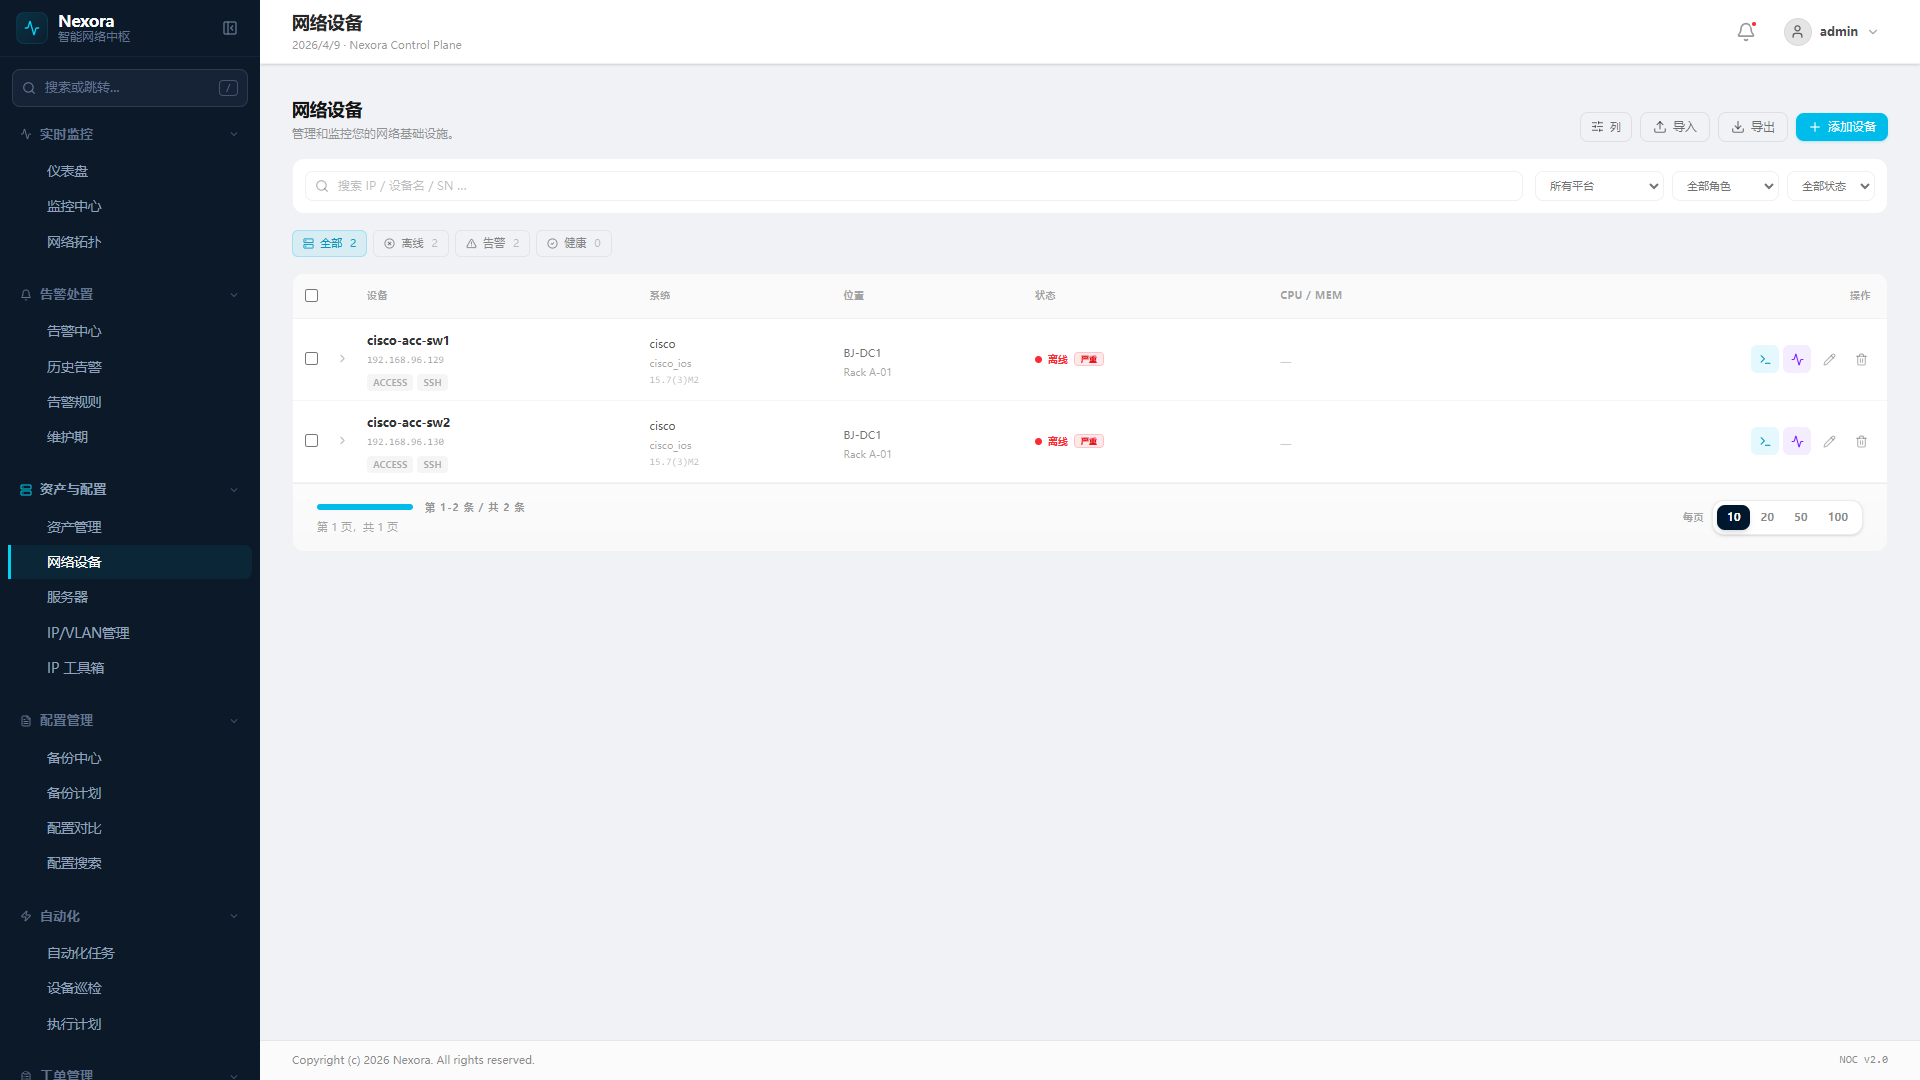 Nexora
智能网络中枢
搜索或跳转... /
实时监控
仪表盘
监控中心
网络拓扑
告警处置
告警中心
历史告警
告警规则
维护期
资产与配置
资产管理
网络设备
服务器
IP/VLAN管理
IP 工具箱
配置管理
备份中心
备份计划
配置对比
配置搜索
自动化
自动化任务
设备巡检
执行计划
工单管理
网络设备
2026/4/9 · Nexora Control Plane
admin
网络设备
管理和监控您的网络基础设施。
列 导入 导出 添加设备
搜索 IP / 设备名 / SN ...
所有平台 全部角色 全部状态
全部 2 离线 2 告警 2 健康 0
设备 系统 位置 状态 CPU / MEM 操作
cisco-acc-sw1
192.168.96.129
ACCESS SSH
cisco
cisco_ios
15.7(3)M2
BJ-DC1
Rack A-01
离线 严重
—
cisco-acc-sw2
192.168.96.130
ACCESS SSH
cisco
cisco_ios
15.7(3)M2
BJ-DC1
Rack A-01
离线 严重
—
第 1-2 条 / 共 2 条
第 1 页, 共 1 页
每页 10 20 50 100
Copyright (c) 2026 Nexora. All rights reserved.
NOC v2.0